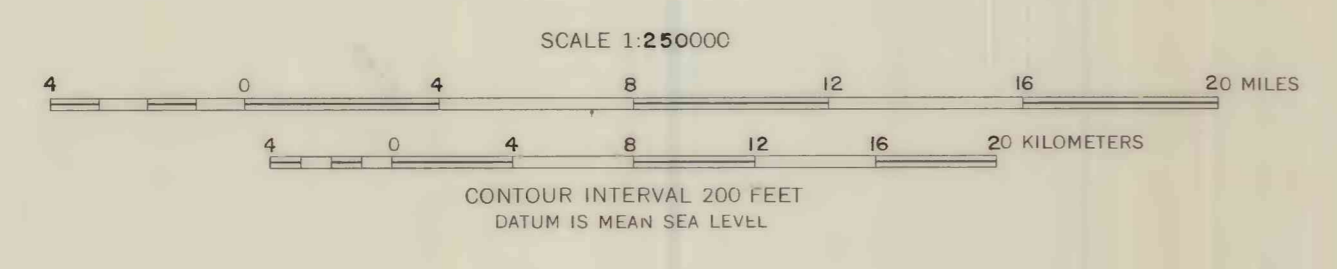 SCALE 1:250000
4 0 4 8 12 16 20 MILES
4 0 4 8 12 16 20 KILOMETERS
CONTOUR INTERVAL 200 FEET
DATUM IS MEAN SEA LEVEL